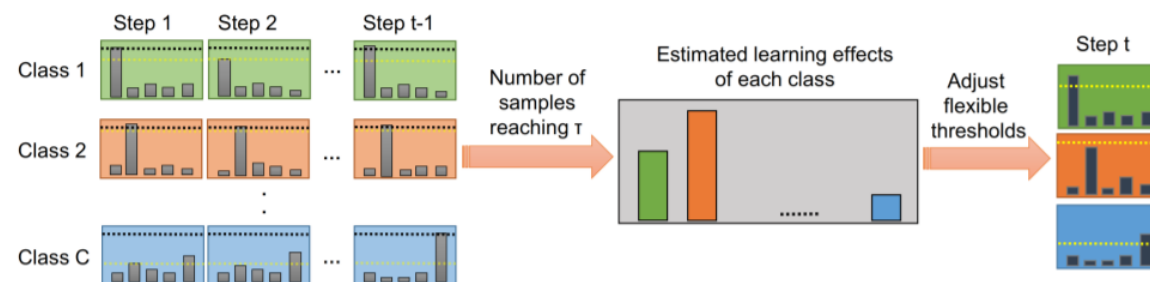 Step 1 Step 2 Step t-1
Class 1
...
Class 2
...
Class C
...
Number of
samples
reaching τ
Estimated learning effects
of each class
.......
Adjust
flexible
thresholds
Step t